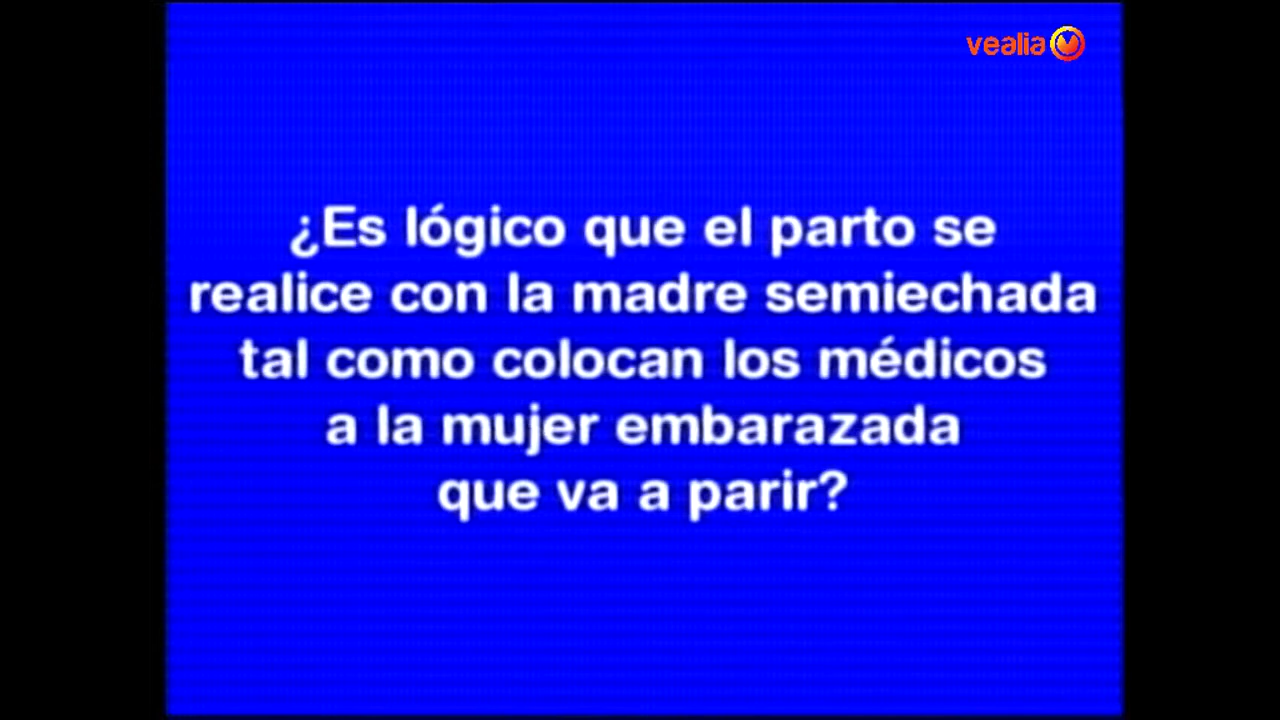 vealia
¿Es lógico que el parto se
realice con la madre semiechada
tal como colocan los médicos
a la mujer embarazada
que va a parir?